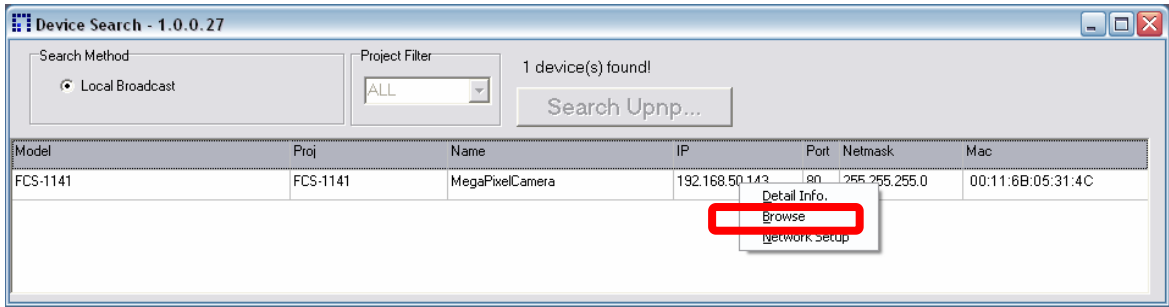 Device Search - 1.0.0.27
Search Method
Project Filter
1 device(s) found!
Local Broadcast
ALL
Search Upnp...
Model Proj Name IP Port Netmask Mac
FCS-1141 FCS-1141 MegaPixelCamera 192.168.50.143 80 255.255.255.0 00:11:6B:05:31:4C
Detail Info.
Browse
Network Setup